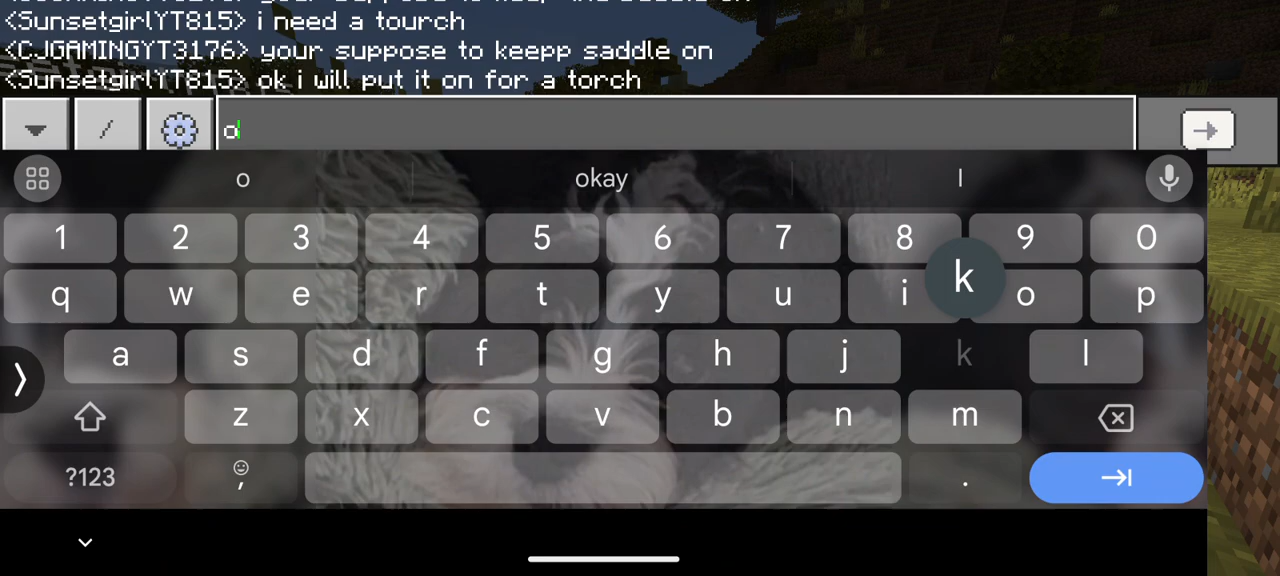 <SunsetgirlYT815> i need a tourch
<CJGAMINGYT3176> your suppose to keepp saddle on
<SunsetgirlYT815> ok i will put it on for a torch
/
o
o okay I
1 2 3 4 5 6 7 8 9 0
q w e r t y u i o p
k
a s d f g h j k l
z x c v b n m
?123 , .